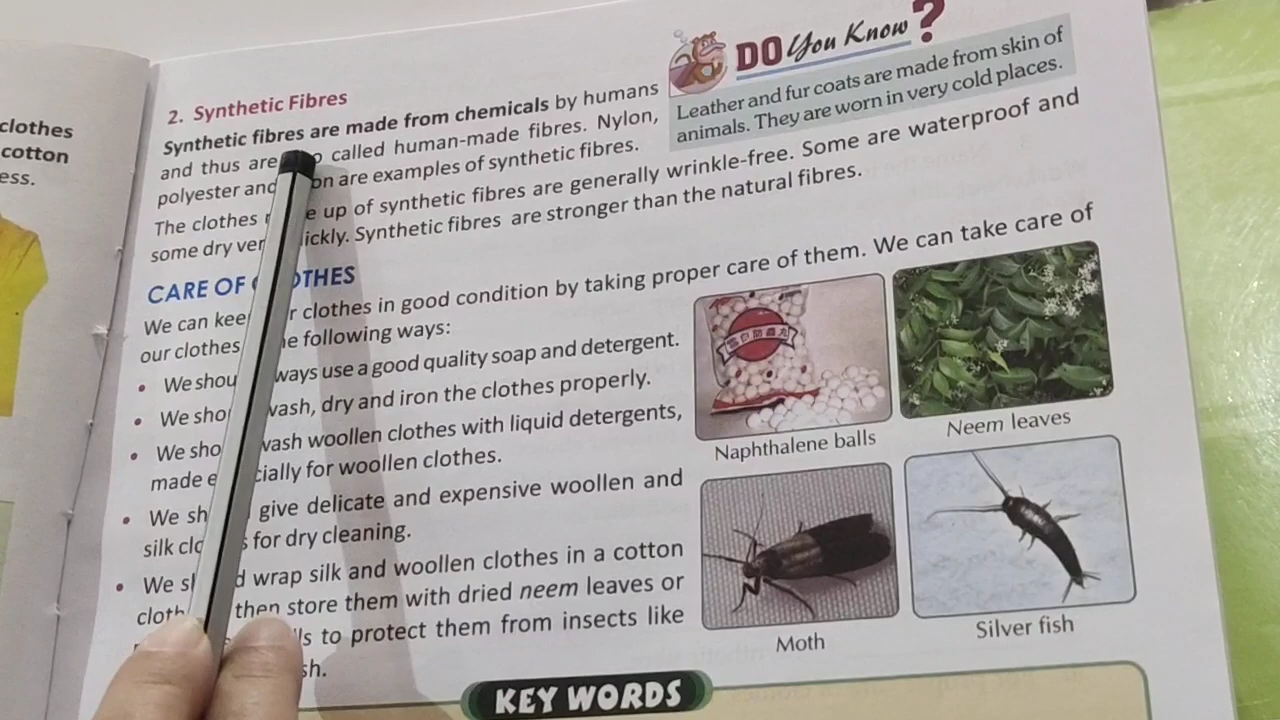 clothes
cotton
ess.
2. Synthetic Fibres
Synthetic fibres are made from chemicals by humans
and thus are called human-made fibres. Nylon,
polyester and on are examples of synthetic fibres.
DO You Know?
Leather and fur coats are made from skin of
animals. They are worn in very cold places.
The clothes e up of synthetic fibres are generally wrinkle-free. Some are waterproof and
some dry ver ickly. Synthetic fibres are stronger than the natural fibres.
CARE OF OTHES
We can kee r clothes in good condition by taking proper care of them. We can take care of
our clothes e following ways:
• We shou ways use a good quality soap and detergent.
• We sho wash, dry and iron the clothes properly.
• We sho wash woollen clothes with liquid detergents,
made e cially for woollen clothes.
• We sh give delicate and expensive woollen and
silk clo s for dry cleaning.
• We s d wrap silk and woollen clothes in a cotton
cloth then store them with dried neem leaves or
lls to protect them from insects like
sh.
Naphthalene balls
Neem leaves
Moth
Silver fish
KEY WORDS